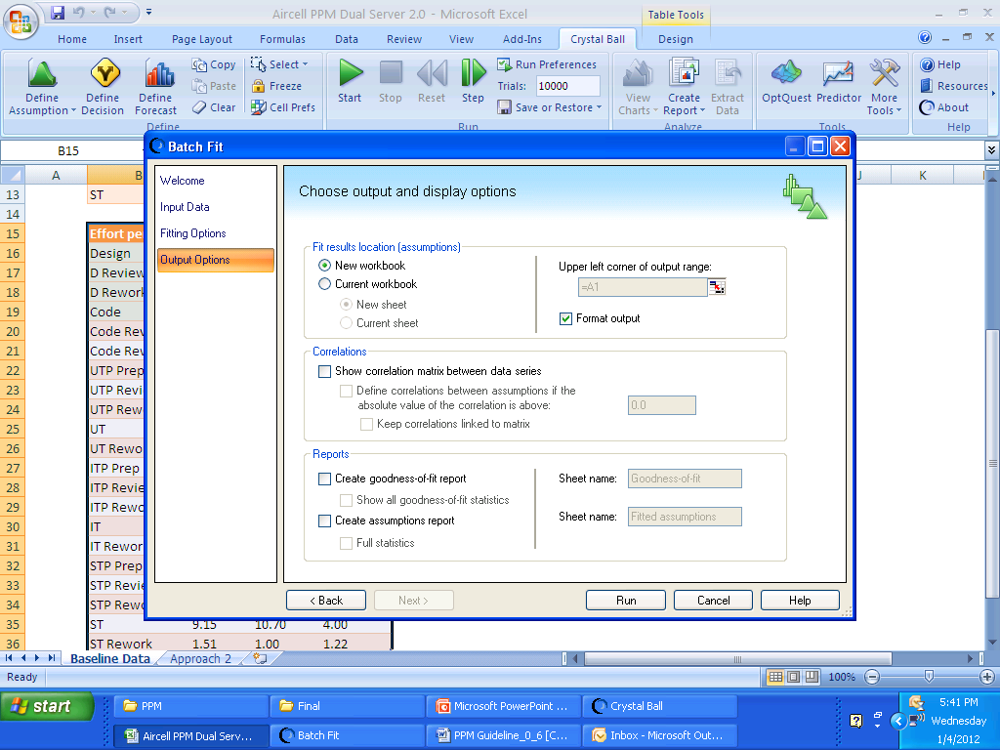 Aircell PPM Dual Server 2.0 - Microsoft Excel
Table Tools
Home Insert Page Layout Formulas Data Review View Add-Ins Crystal Ball Design
Define Assumption
Define Decision
Define Forecast
Copy
Paste
Clear
Select
Freeze
Cell Prefs
Define
Start
Stop
Reset
Step
Run Preferences
Trials: 10000
Save or Restore
Run
View Charts
Create Report
Extract Data
Analyze
OptQuest
Predictor
More Tools
Tools
Help
Resources
About
Help
B15
A B J K
13 ST
14
15 Effort pe
16 Design
17 D Review
18 D Rework
19 Code
20 Code Rev
21 Code Rev
22 UTP Prep
23 UTP Revi
24 UTP Rew
25 UT
26 UT Rewo
27 ITP Prep
28 ITP Revie
29 ITP Rewo
30 IT
31 IT Rewor
32 STP Prep
33 STP Revie
34 STP Rewo
35 ST 9.15 10.70 4.00
36 ST Rework 1.51 1.00 1.22
Batch Fit
Welcome
Input Data
Fitting Options
Output Options
Choose output and display options
Fit results location (assumptions)
New workbook
Current workbook
New sheet
Current sheet
Upper left corner of output range:
=A1
Format output
Correlations
Show correlation matrix between data series
Define correlations between assumptions if the
absolute value of the correlation is above:
0.0
Keep correlations linked to matrix
Reports
Create goodness-of-fit report
Show all goodness-of-fit statistics
Create assumptions report
Full statistics
Sheet name: Goodness-of-fit
Sheet name: Fitted assumptions
< Back Next > Run Cancel Help
Baseline Data Approach 2
Ready 100%
start
PPM
Final
Microsoft PowerPoint ...
Crystal Ball
Aircell PPM Dual Serv...
Batch Fit
PPM Guideline_0_6 [C...
Inbox - Microsoft Out...
5:41 PM
Wednesday
1/4/2012